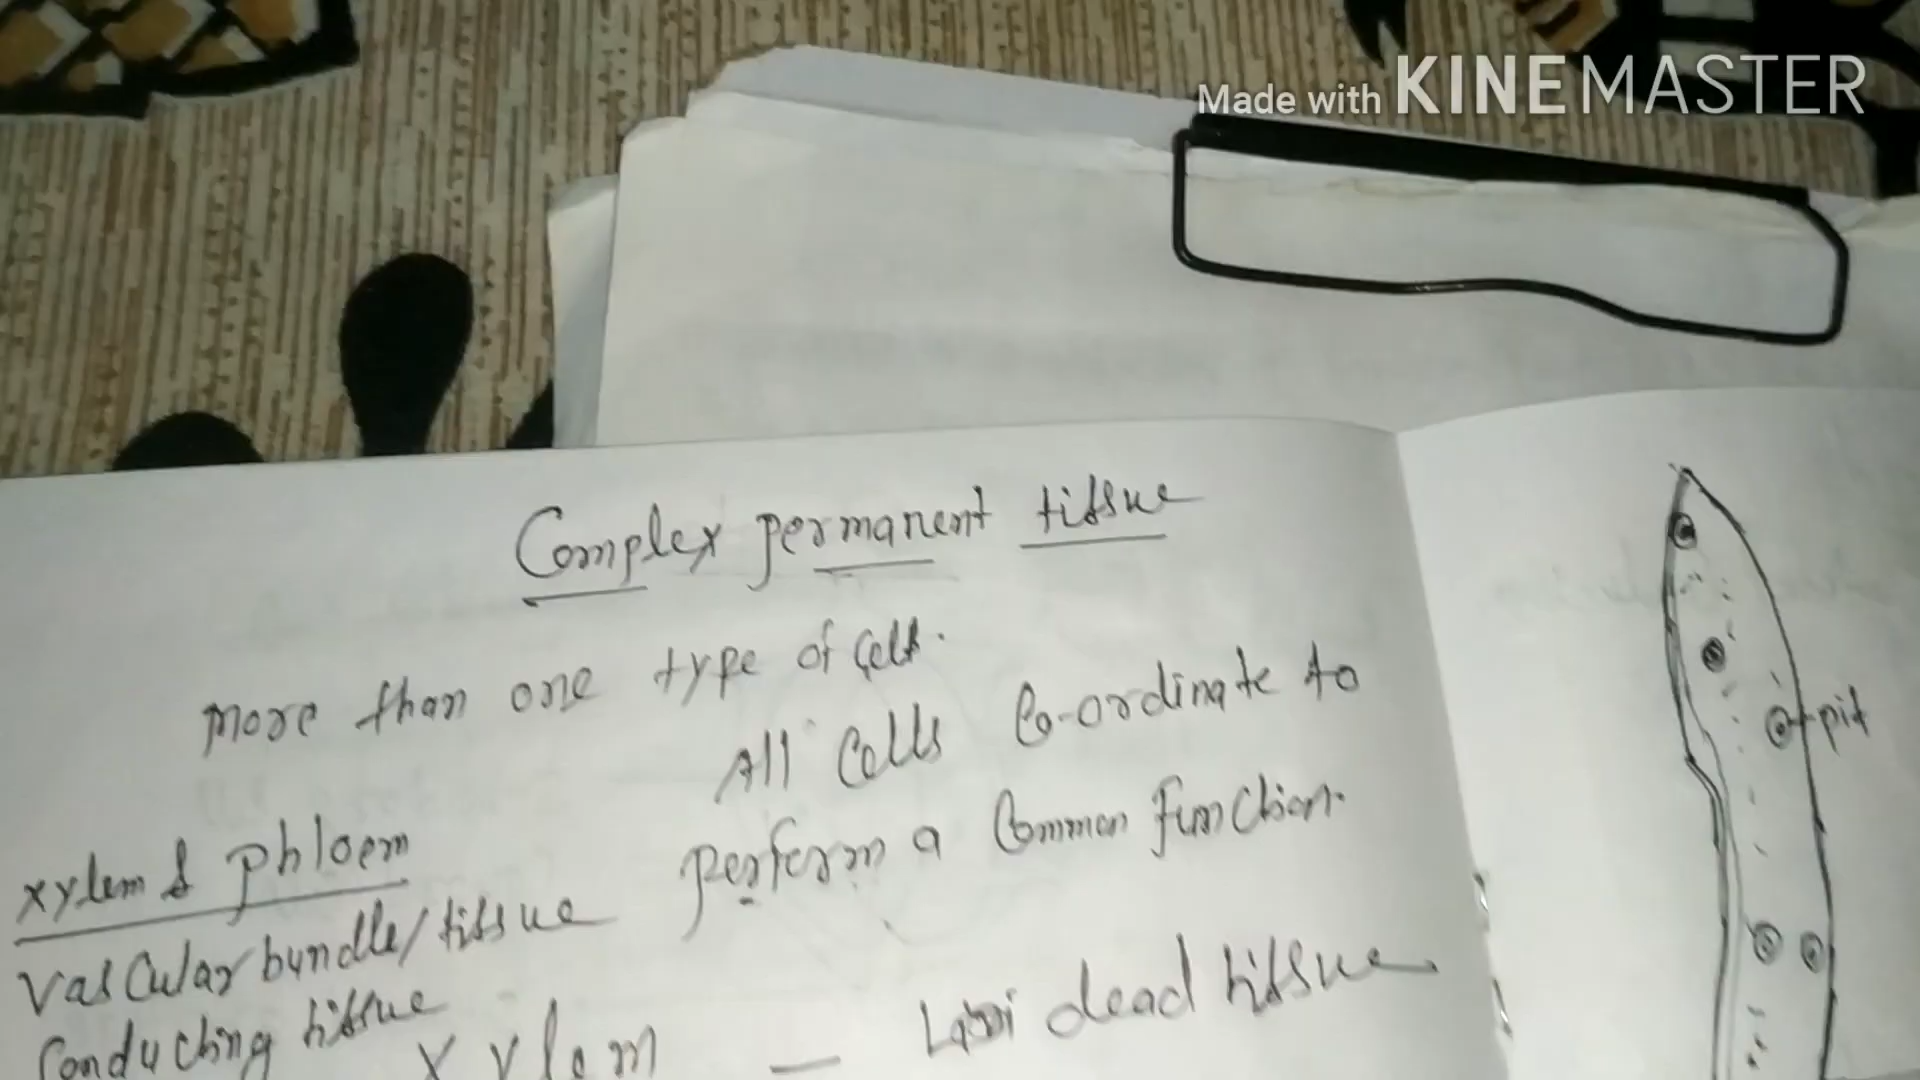 Made with KINEMASTER
Complex permanent tissue
more than one type of cells.
All cells Co-ordinate to
perform a Common function.
xylem & phloem
vascular bundle/tissue
Conducting tissue
Xylem – dead tissue
pit